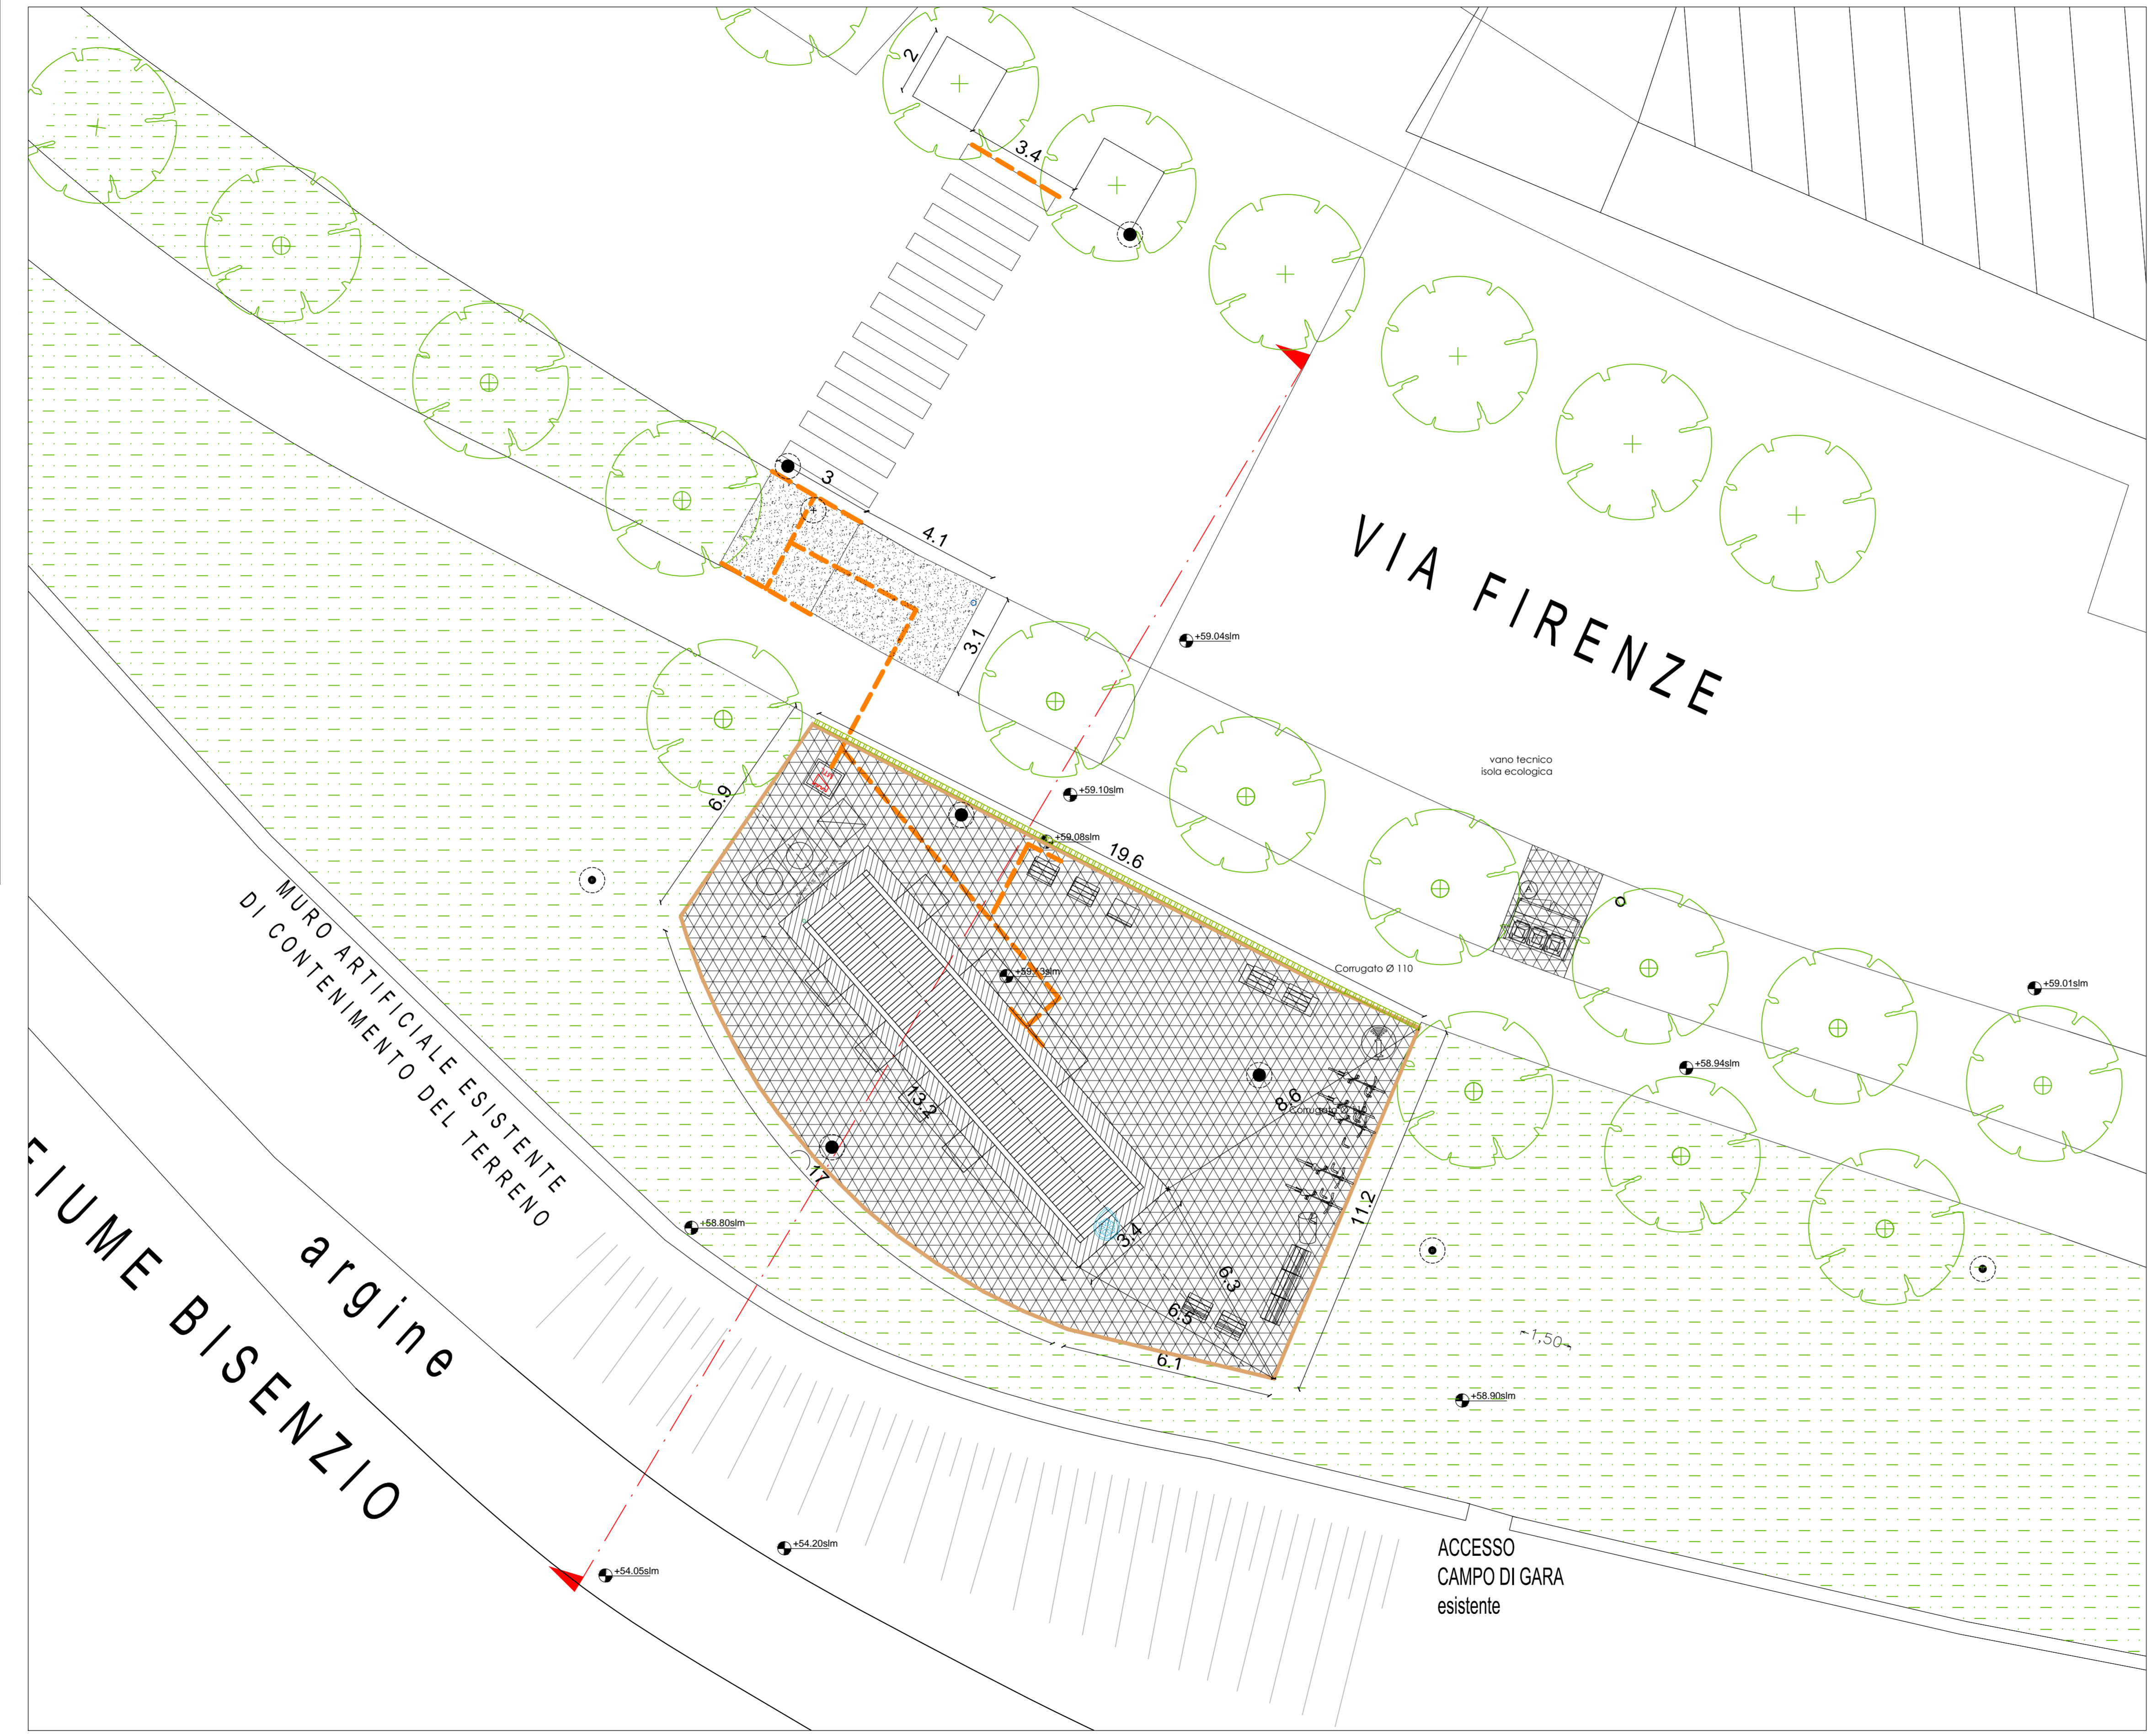 2
3.4
3
4.1
3.1
VIA FIRENZE
+59.04slm
vano tecnico
isola ecologica
+59.10slm
+59.08slm
19.6
6.9
A
Corrugato Ø 110
+59.13slm
+59.01slm
+58.94slm
MURO ARTIFICIALE ESISTENTE
DI CONTENIMENTO DEL TERRENO
13.2
8.6
17
11.2
3.4
6.3
6.5
6.1
+58.80slm
1,50
+58.90slm
FIUME BISENZIO
argine
+54.20slm
+54.05slm
ACCESSO
CAMPO DI GARA
esistente